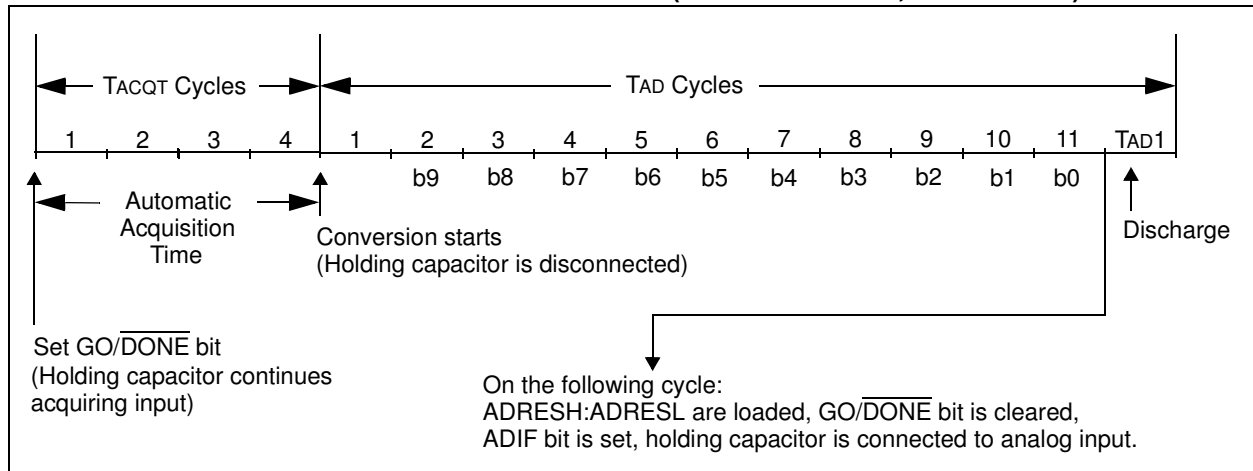 TACQT Cycles
TAD Cycles
1 2 3 4 1 2 3 4 5 6 7 8 9 10 11 TAD1
b9 b8 b7 b6 b5 b4 b3 b2 b1 b0
Automatic
Acquisition
Time
Conversion starts
(Holding capacitor is disconnected)
Discharge
Set GO/DONE bit
(Holding capacitor continues
acquiring input)
On the following cycle:
ADRESH:ADRESL are loaded, GO/DONE bit is cleared,
ADIF bit is set, holding capacitor is connected to analog input.